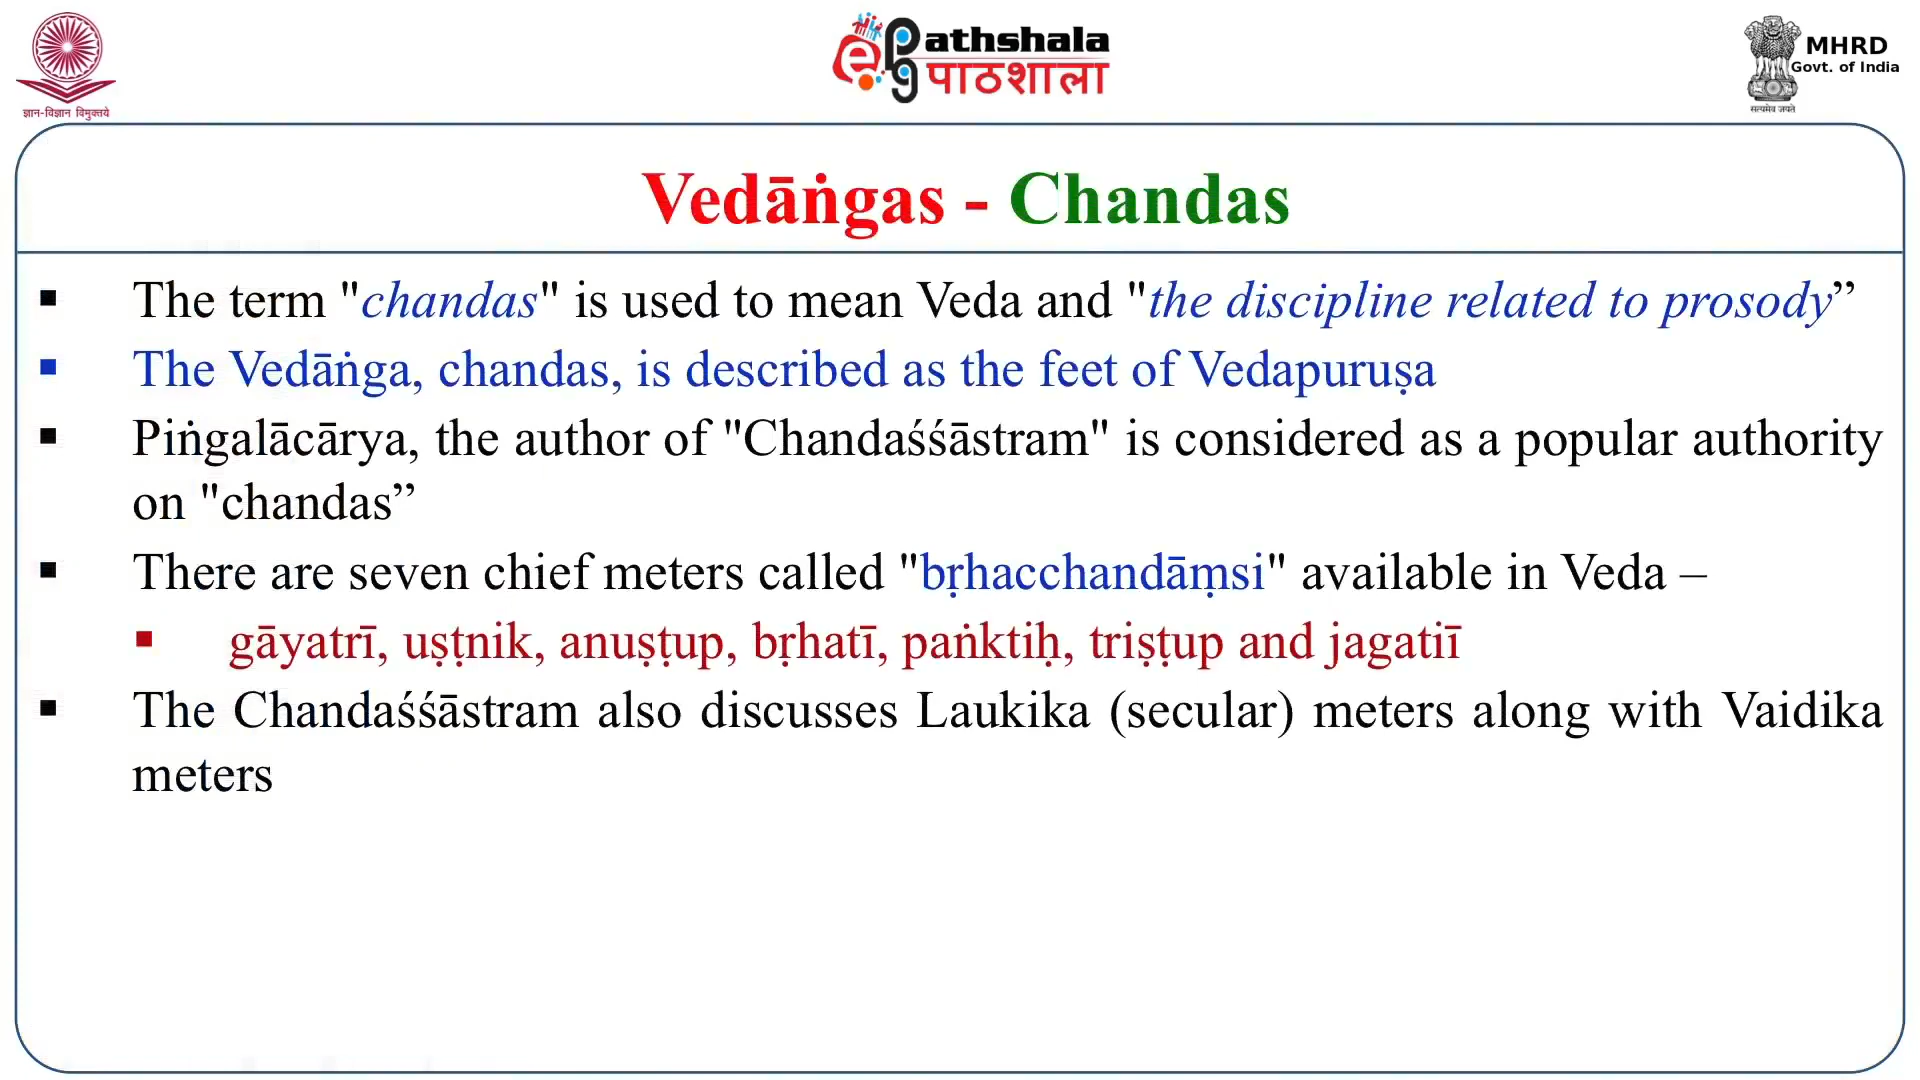 ज्ञान-विज्ञान विमुक्तये
Pathshala
पाठशाला
MHRD
Govt. of India
सत्यमेव जयते
Vedāṅgas - Chandas
The term "chandas" is used to mean Veda and "the discipline related to prosody”
The Vedāṅga, chandas, is described as the feet of Vedapuruṣa
Piṅgalācārya, the author of "Chandaśśāstram" is considered as a popular authority
on "chandas”
There are seven chief meters called "bṛhacchandāṃsi" available in Veda –
gāyatrī, uṣṭnik, anuṣṭup, bṛhatī, paṅktiḥ, triṣṭup and jagatiī
The Chandaśśāstram also discusses Laukika (secular) meters along with Vaidika
meters